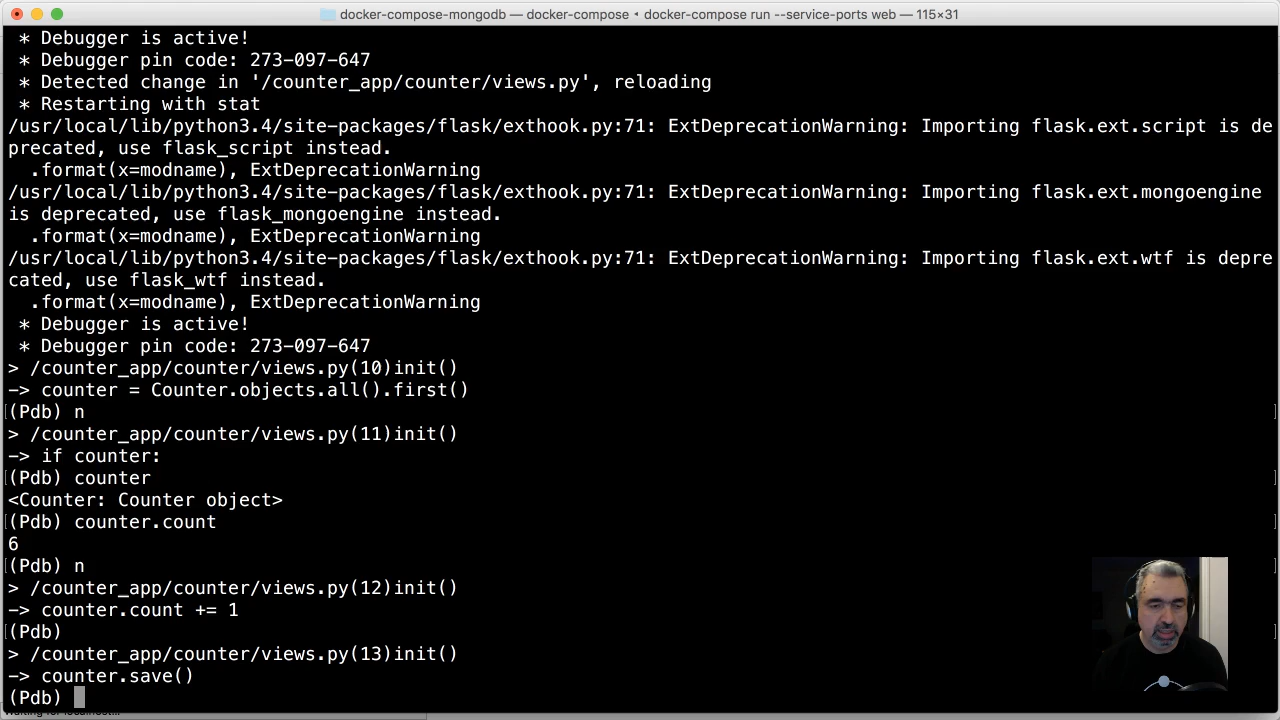 docker-compose-mongodb — docker-compose • docker-compose run --service-ports web — 115×31
* Debugger is active!
* Debugger pin code: 273-097-647
* Detected change in '/counter_app/counter/views.py', reloading
* Restarting with stat
/usr/local/lib/python3.4/site-packages/flask/exthook.py:71: ExtDeprecationWarning: Importing flask.ext.script is de
precated, use flask_script instead.
.format(x=modname), ExtDeprecationWarning
/usr/local/lib/python3.4/site-packages/flask/exthook.py:71: ExtDeprecationWarning: Importing flask.ext.mongoengine
is deprecated, use flask_mongoengine instead.
.format(x=modname), ExtDeprecationWarning
/usr/local/lib/python3.4/site-packages/flask/exthook.py:71: ExtDeprecationWarning: Importing flask.ext.wtf is depre
cated, use flask_wtf instead.
.format(x=modname), ExtDeprecationWarning
* Debugger is active!
* Debugger pin code: 273-097-647
> /counter_app/counter/views.py(10)init()
-> counter = Counter.objects.all().first()
(Pdb) n
> /counter_app/counter/views.py(11)init()
-> if counter:
(Pdb) counter
<Counter: Counter object>
(Pdb) counter.count
6
(Pdb) n
> /counter_app/counter/views.py(12)init()
-> counter.count += 1
(Pdb)
> /counter_app/counter/views.py(13)init()
-> counter.save()
(Pdb)